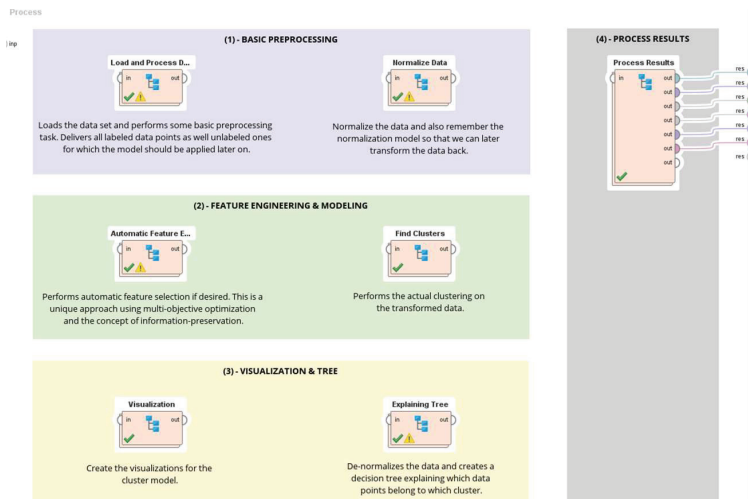 Process
inp
(1) - BASIC PREPROCESSING
Load and Process D...
in out
Loads the data set and performs some basic preprocessing
task. Delivers all labeled data points as well unlabeled ones
for which the model should be applied later on.
Normalize Data
in out
Normalize the data and also remember the
normalization model so that we can later
transform the data back.
(2) - FEATURE ENGINEERING & MODELING
Automatic Feature E...
in out
Performs automatic feature selection if desired. This is a
unique approach using multi-objective optimization
and the concept of information-preservation.
Find Clusters
in out
Performs the actual clustering on
the transformed data.
(3) - VISUALIZATION & TREE
Visualization
in out
Create the visualizations for the
cluster model.
Explaining Tree
in out
De-normalizes the data and creates a
decision tree explaining which data
points belong to which cluster.
(4) - PROCESS RESULTS
Process Results
in out
out
out
out
out
out
out
res
res
res
res
res
res
res